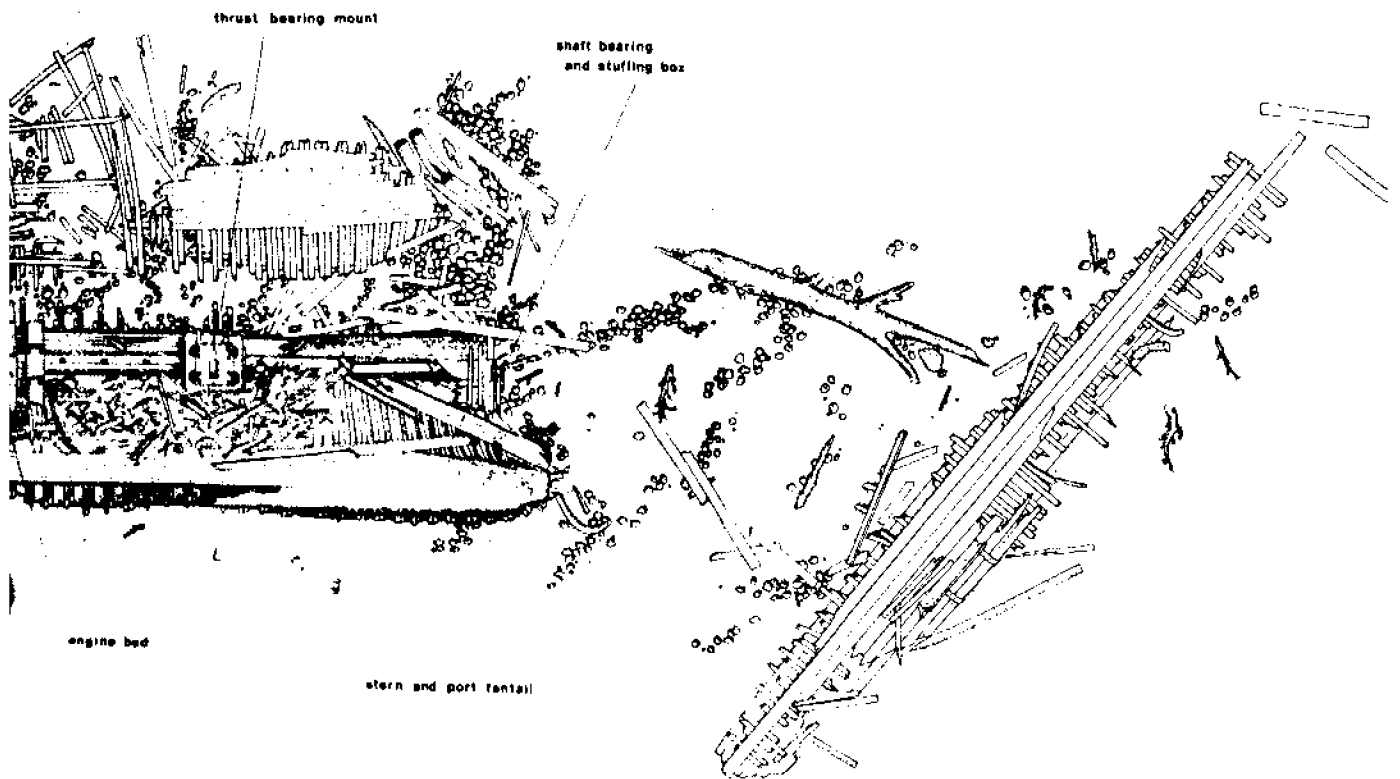 thrust bearing mount
shaft bearing
and stuffing box
engine bed
stern and port fantail